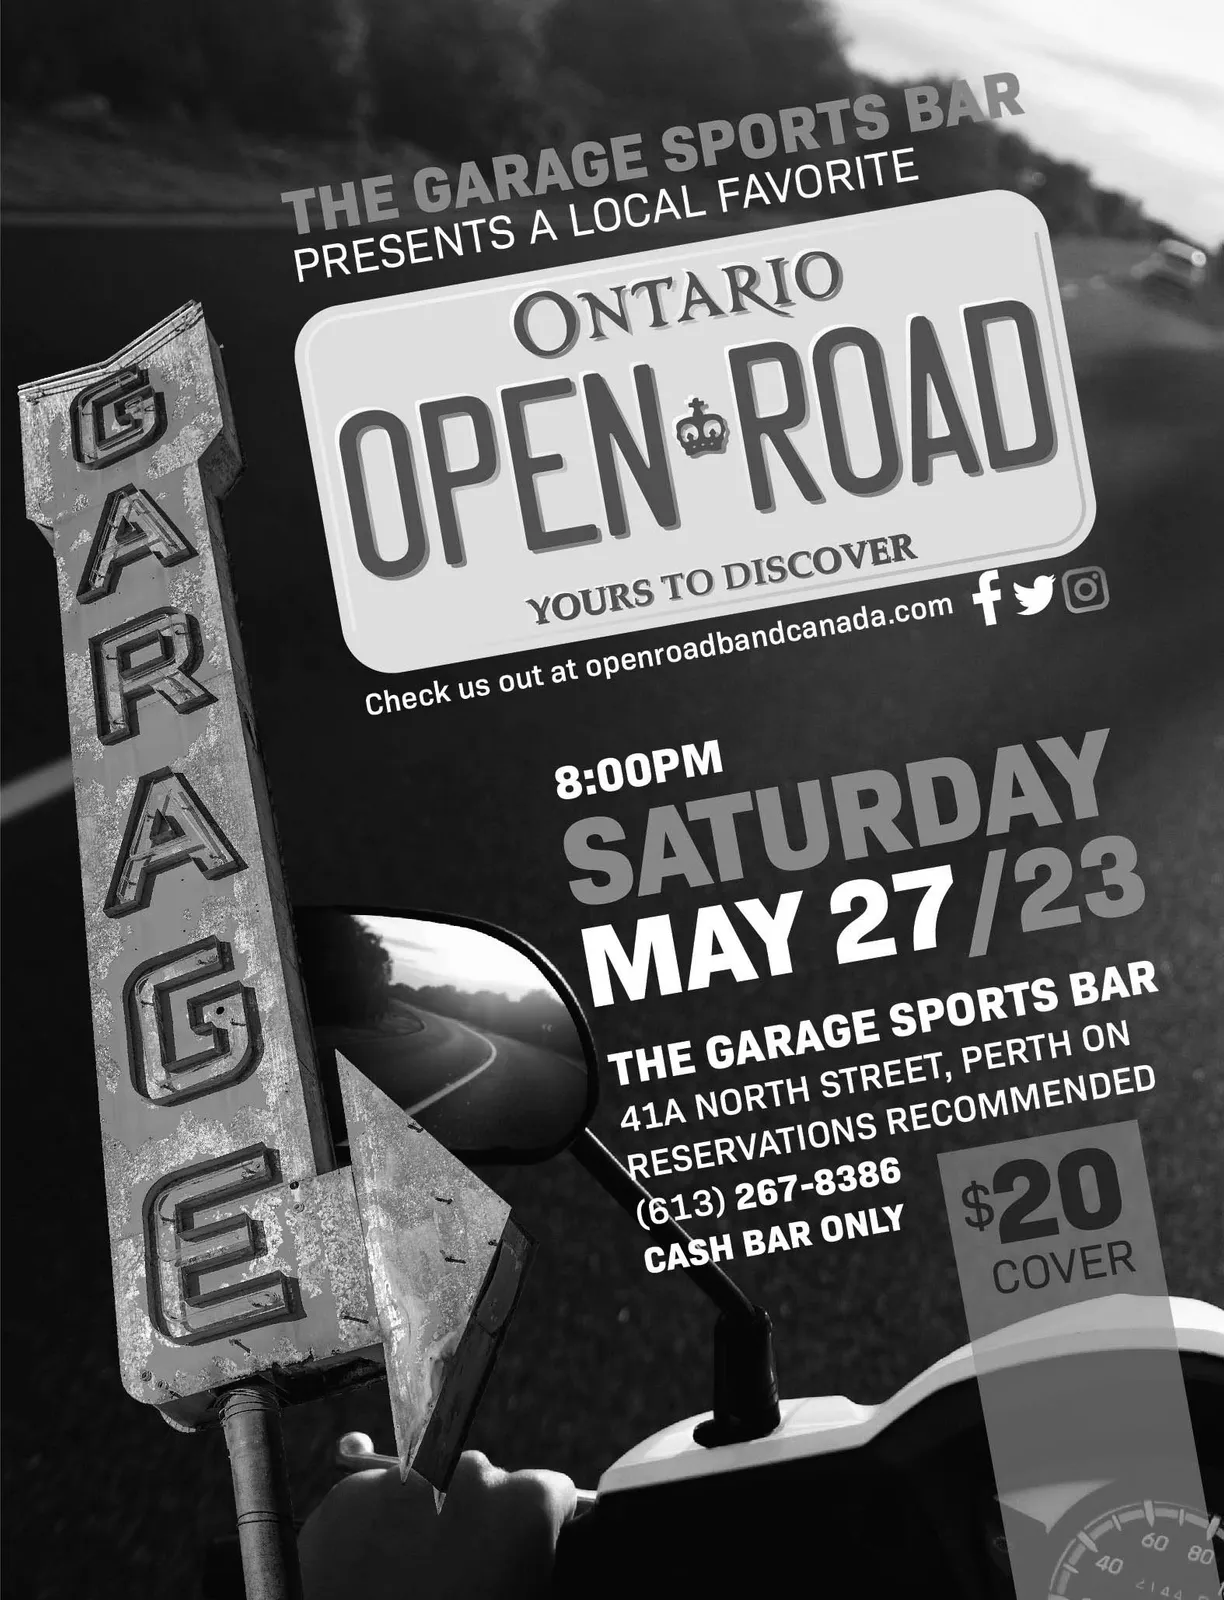 THE GARAGE SPORTS BAR
PRESENTS A LOCAL FAVORITE
ONTARIO
OPEN ROAD
YOURS TO DISCOVER
Check us out at openroadbandcanada.com
GARAGE
8:00PM
SATURDAY
MAY 27/23
THE GARAGE SPORTS BAR
41A NORTH STREET, PERTH ON
RESERVATIONS RECOMMENDED
(613) 267-8386
CASH BAR ONLY
$20
COVER
40 60 80